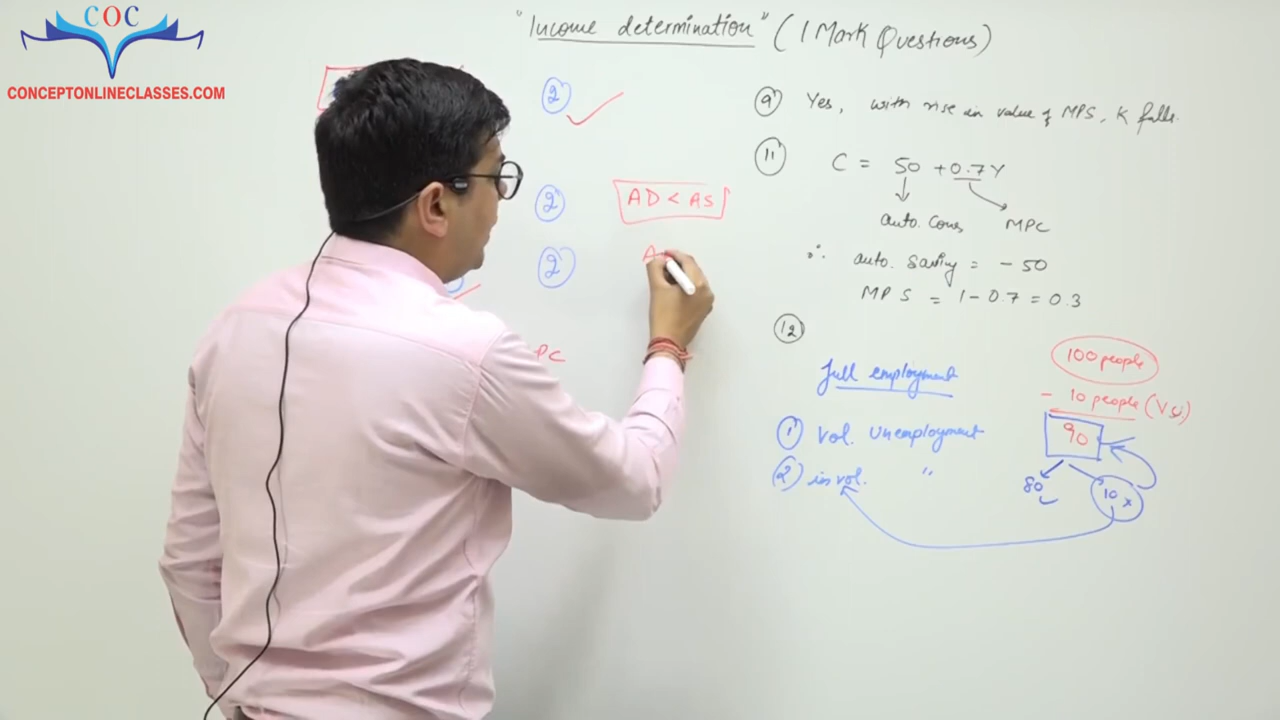 COC
CONCEPTONLINECLASSES.COM
"Income determination" (1 Mark Questions)
2
2
AD < AS
2
PC
9 Yes, with rise in value of MPS, K falls.
11 C = 50 + 0.7Y
auto. Cons MPC
∴ auto. Saving = - 50
MPS = 1 - 0.7 = 0.3
12
full employment
1 Vol. Unemployment
2 invol. "
100 people
- 10 people (V.U.)
90
80
10 x